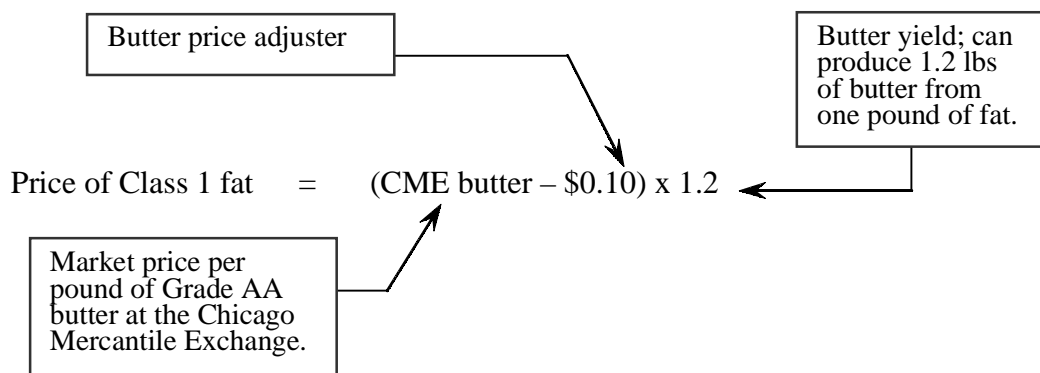 Butter price adjuster
Butter yield; can
produce 1.2 lbs
of butter from
one pound of fat.
Price of Class 1 fat = (CME butter – $0.10) x 1.2
Market price per
pound of Grade AA
butter at the Chicago
Mercantile Exchange.